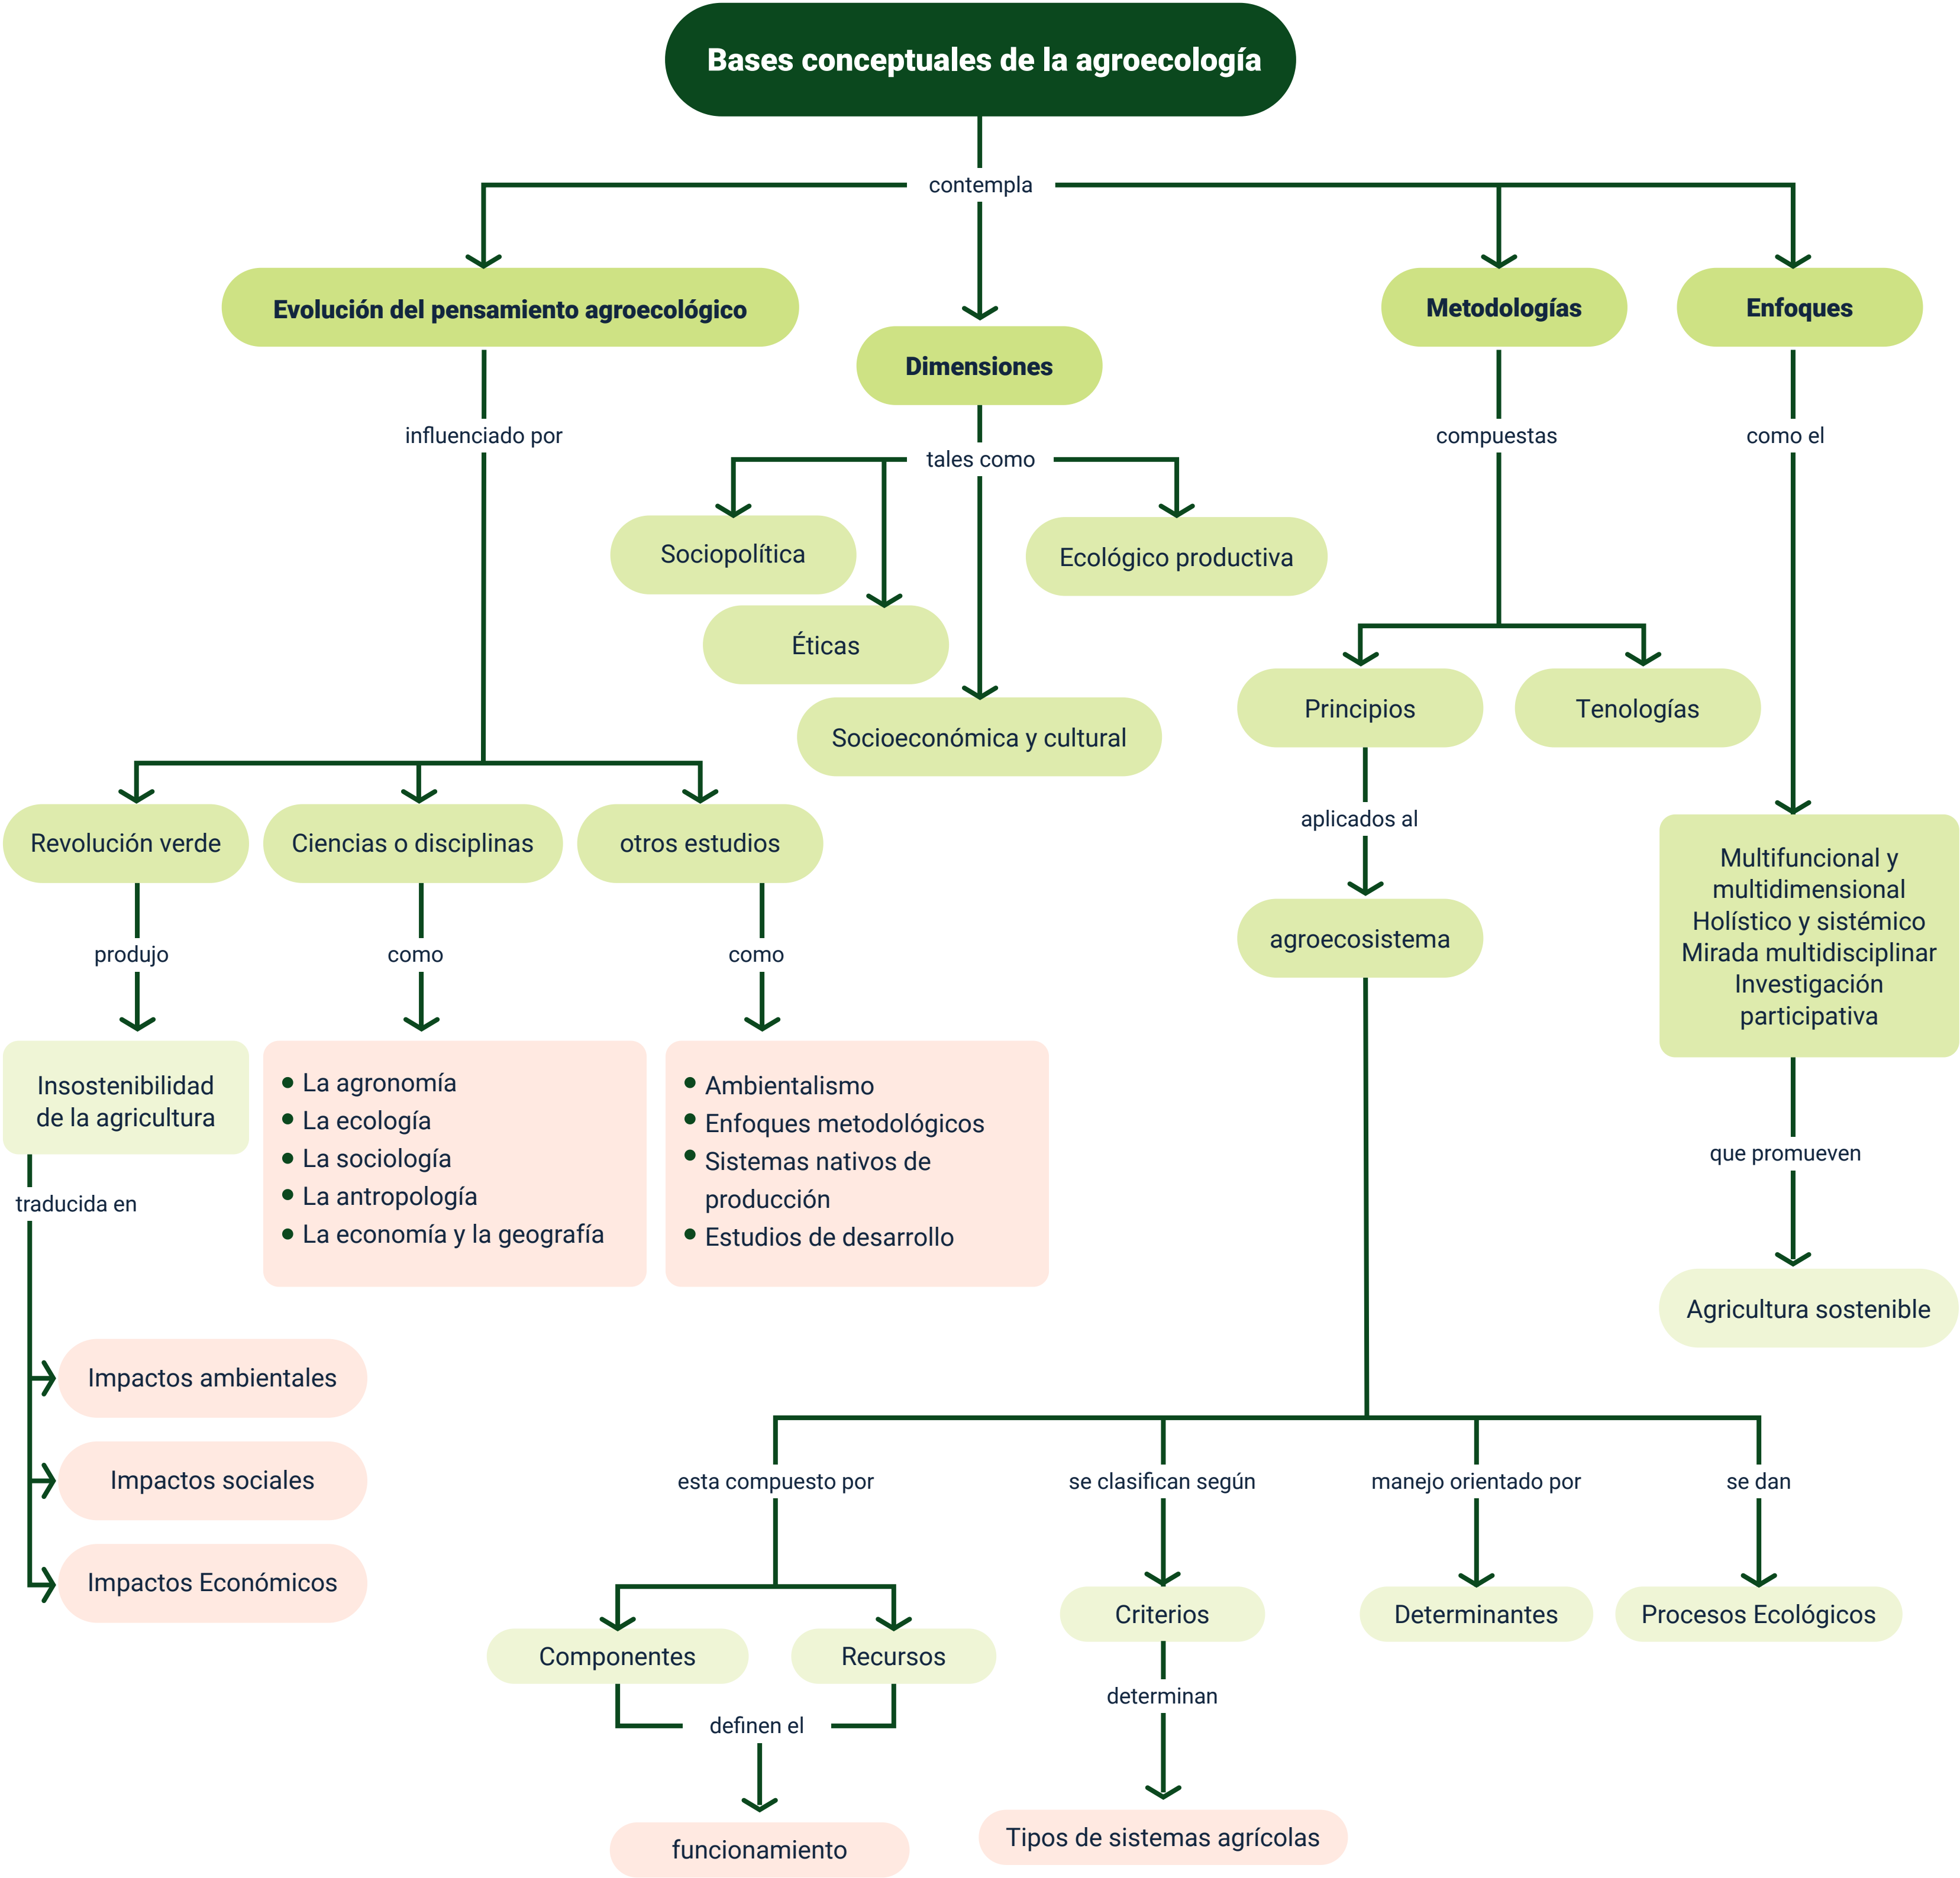 Bases conceptuales de la agroecología
contempla
Evolución del pensamiento agroecológico
Dimensiones
Metodologías
Enfoques
influenciado por
tales como
compuestas
como el
Sociopolítica
Ecológico productiva
Éticas
Socioeconómica y cultural
Principios
Tenologías
aplicados al
agroecosistema
Revolución verde
Ciencias o disciplinas
otros estudios
produjo
como
como
Insostenibilidad
de la agricultura
La agronomía
La ecología
La sociología
La antropología
La economía y la geografía
Ambientalismo
Enfoques metodológicos
Sistemas nativos de
producción
Estudios de desarrollo
Multifuncional y
multidimensional
Holístico y sistémico
Mirada multidisciplinar
Investigación
participativa
que promueven
Agricultura sostenible
traducida en
Impactos ambientales
Impactos sociales
Impactos Económicos
esta compuesto por
se clasifican según
manejo orientado por
se dan
Componentes
Recursos
Criterios
Determinantes
Procesos Ecológicos
definen el
determinan
funcionamiento
Tipos de sistemas agrícolas